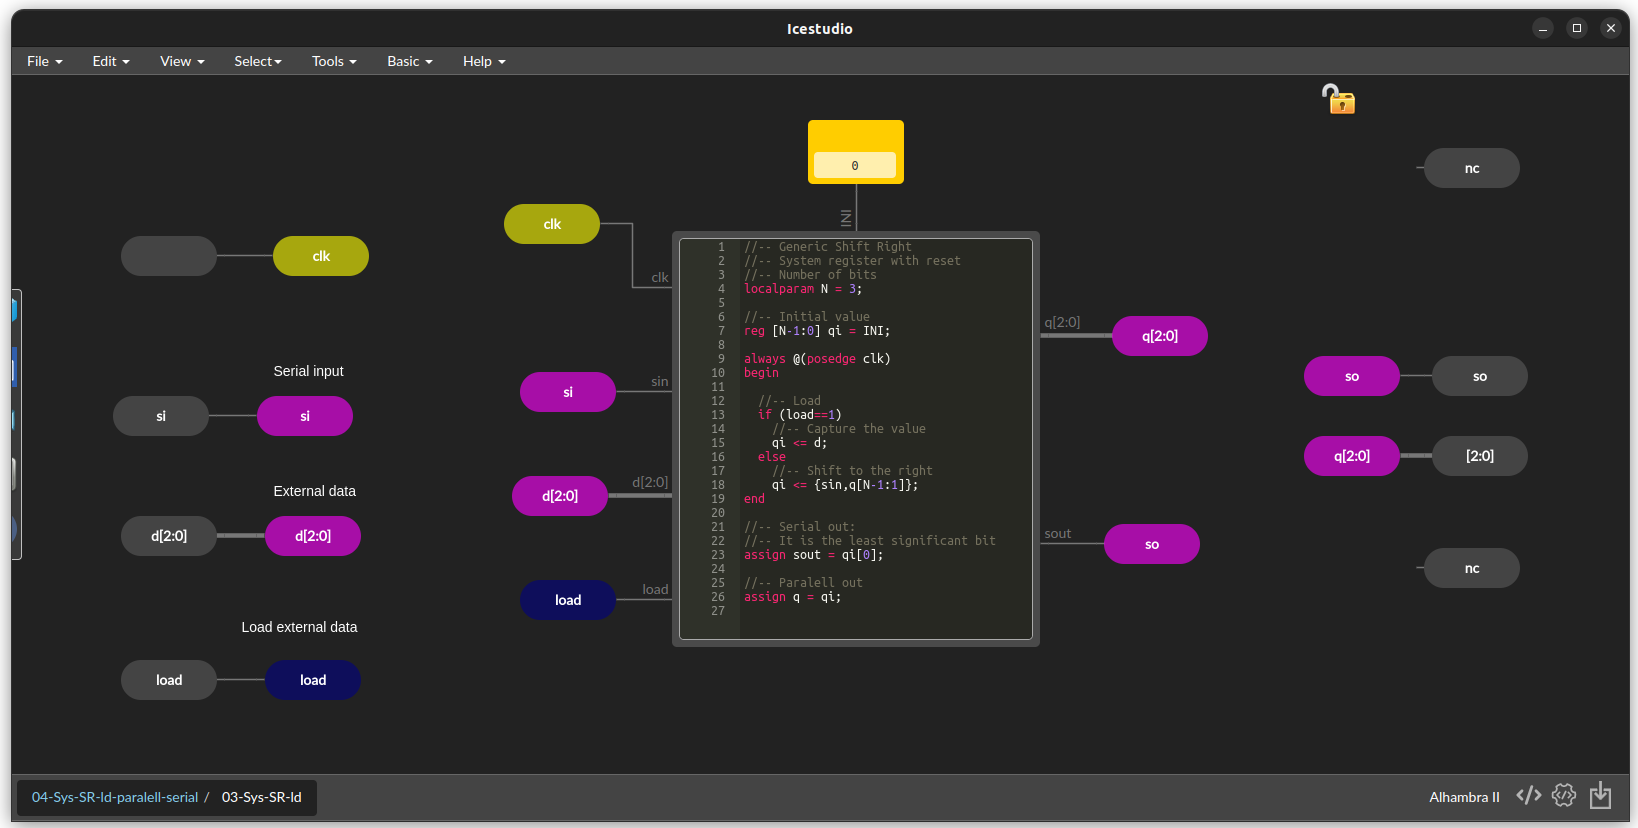 Icestudio
File Edit View Select Tools Basic Help
0
INI
nc
clk
clk
clk
Serial input
si
si
si
sin
External data
d[2:0]
d[2:0]
d[2:0]
d[2:0]
Load external data
load
load
load
load
1 //-- Generic Shift Right
2 //-- System register with reset
3 //-- Number of bits
4 localparam N = 3;
5
6 //-- Initial value
7 reg [N-1:0] qi = INI;
8
9 always @(posedge clk)
10 begin
11
12 //-- Load
13 if (load==1)
14 //-- Capture the value
15 qi <= d;
16 else
17 //-- Shift to the right
18 qi <= {sin,q[N-1:1]};
19 end
20
21 //-- Serial out:
22 //-- It is the least significant bit
23 assign sout = qi[0];
24
25 //-- Paralell out
26 assign q = qi;
27
q[2:0]
q[2:0]
so
so
q[2:0]
[2:0]
sout
so
nc
04-Sys-SR-ld-paralell-serial / 03-Sys-SR-ld
Alhambra II